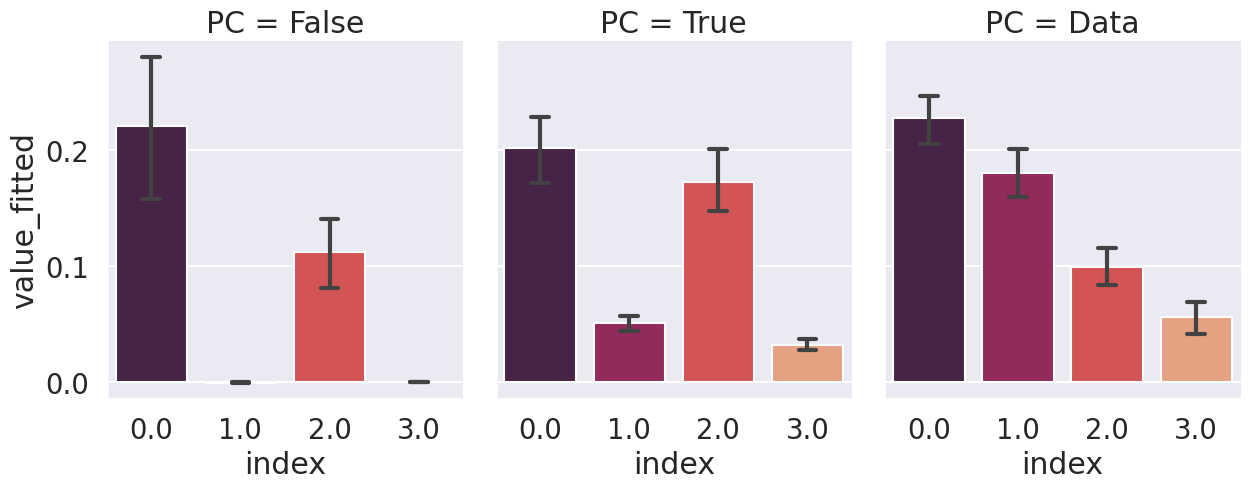 PC = False
PC = True
PC = Data
value_fitted
0.2
0.1
0.0
0.0 1.0 2.0 3.0
0.0 1.0 2.0 3.0
0.0 1.0 2.0 3.0
index
index
index